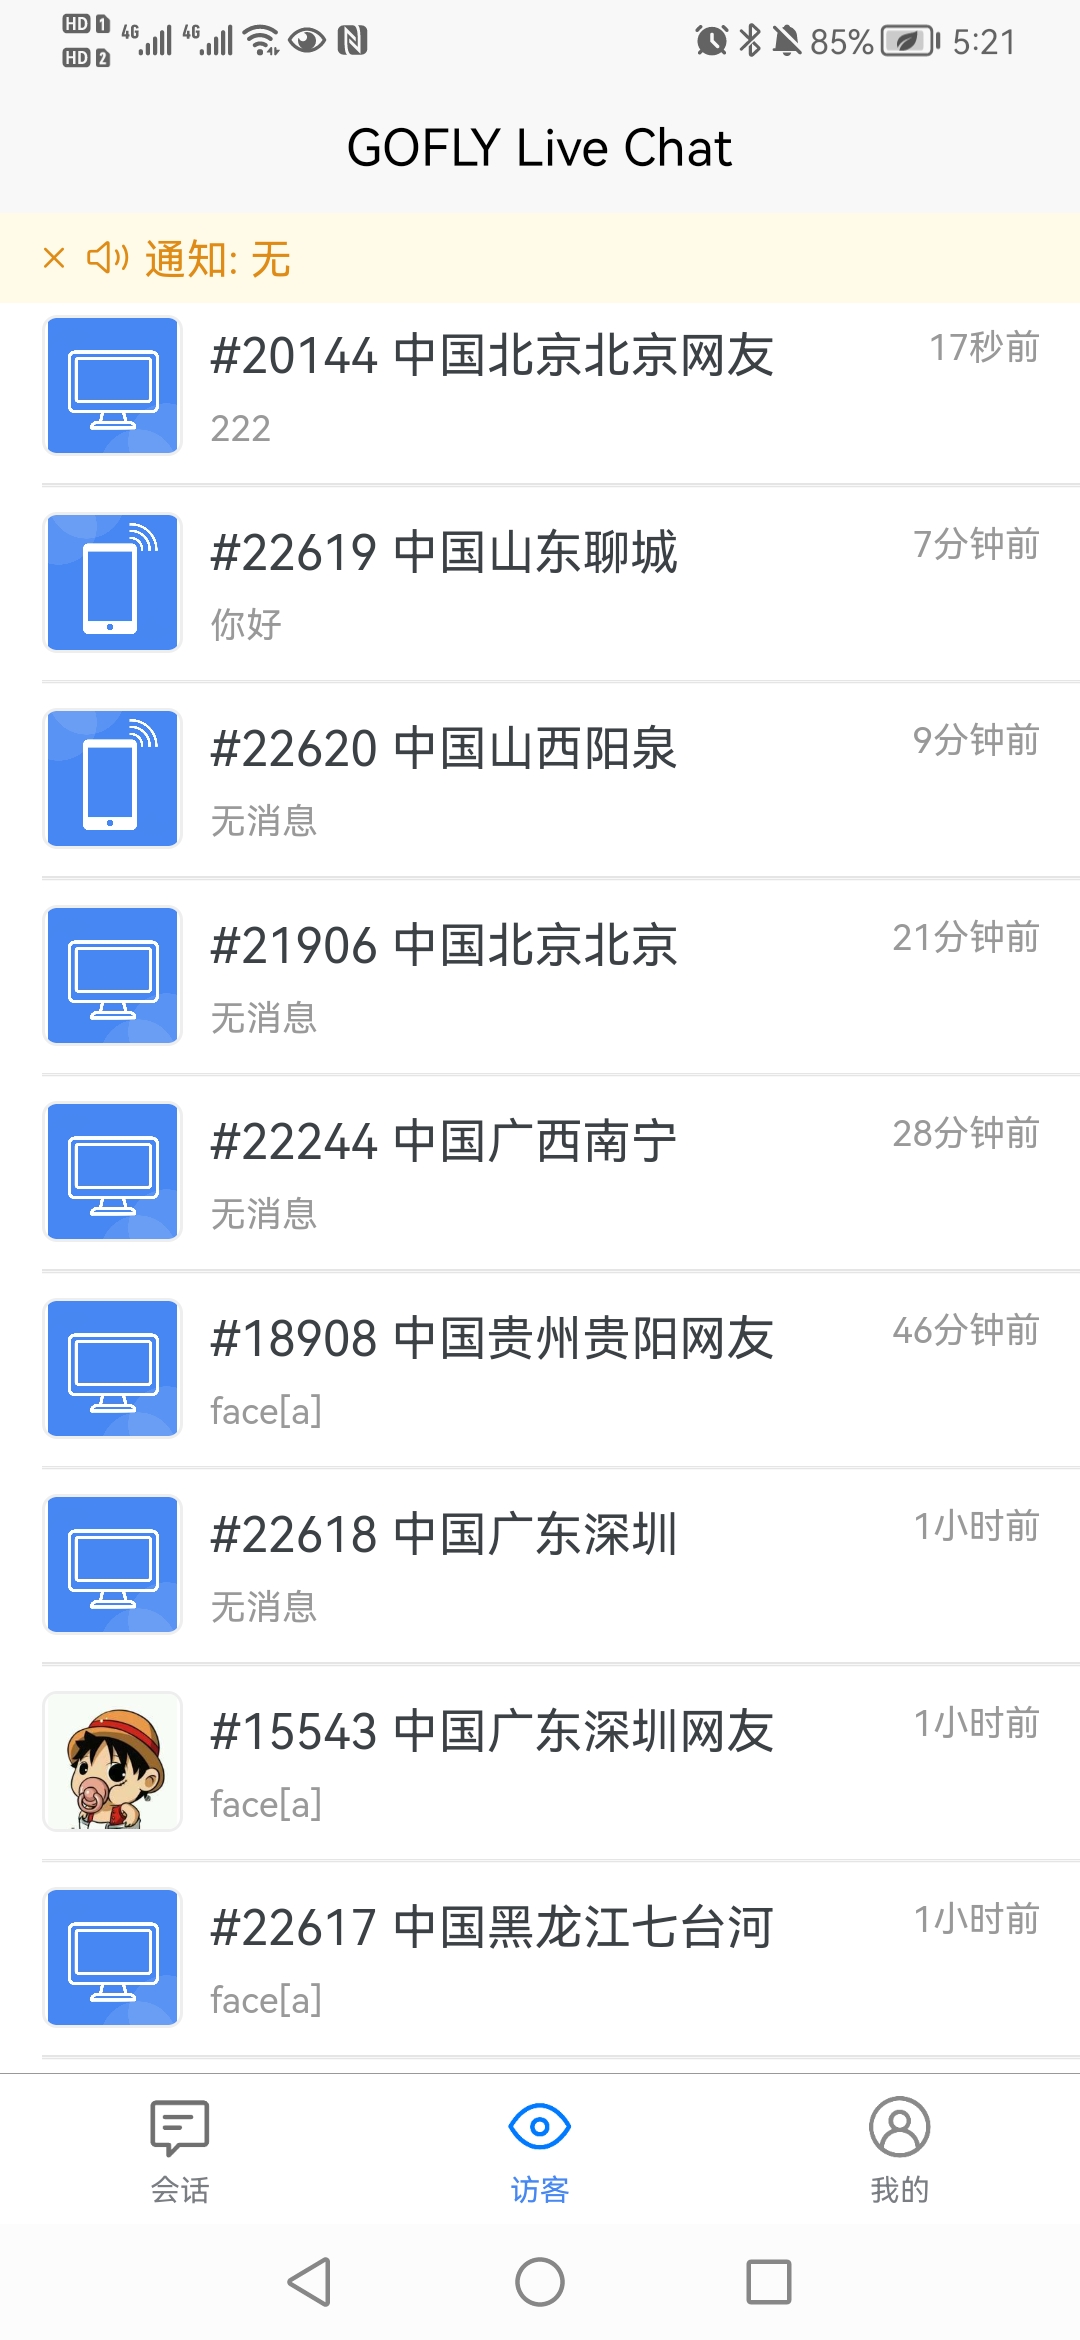 HD 1 4G 4G 85% 5:21
HD 2
GOFLY Live Chat
通知: 无
#20144 中国北京北京网友 17秒前
222
#22619 中国山东聊城 7分钟前
你好
#22620 中国山西阳泉 9分钟前
无消息
#21906 中国北京北京 21分钟前
无消息
#22244 中国广西南宁 28分钟前
无消息
#18908 中国贵州贵阳网友 46分钟前
face[a]
#22618 中国广东深圳 1小时前
无消息
#15543 中国广东深圳网友 1小时前
face[a]
#22617 中国黑龙江七台河 1小时前
face[a]
会话 访客 我的